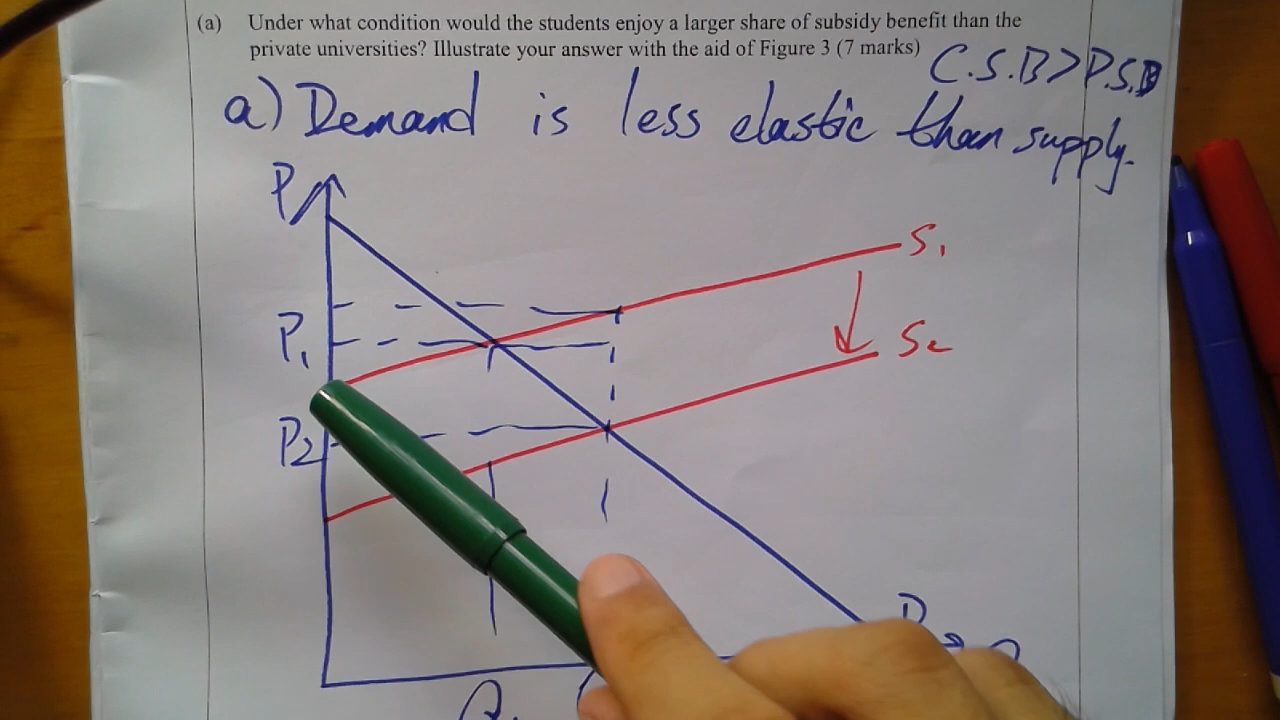 (a) Under what condition would the students enjoy a larger share of subsidy benefit than the
private universities? Illustrate your answer with the aid of Figure 3 (7 marks)
C.S.B>P.S.B
a) Demand is less elastic than supply.
P
S₁
P₁
S₂
P₂
D